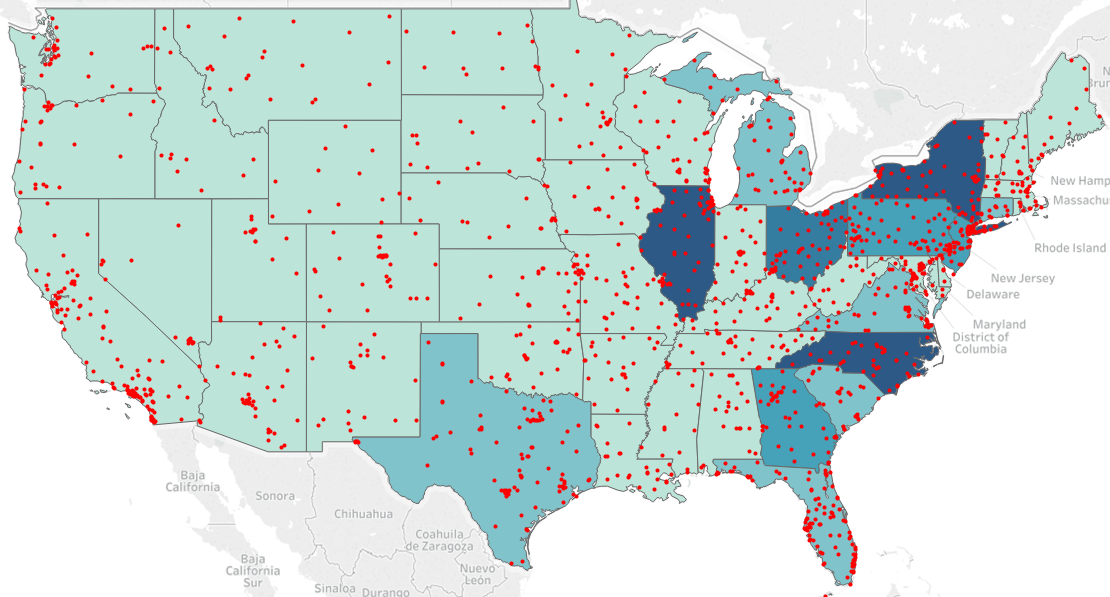 N
Brun
New Hamp
Massachu
Rhode Island
New Jersey
Delaware
Maryland
District of
Columbia
Baja
California
Sonora
Chihuahua
Coahuila
de Zaragoza
Baja
California
Sur
Nuevo
León
Sinaloa
Durango